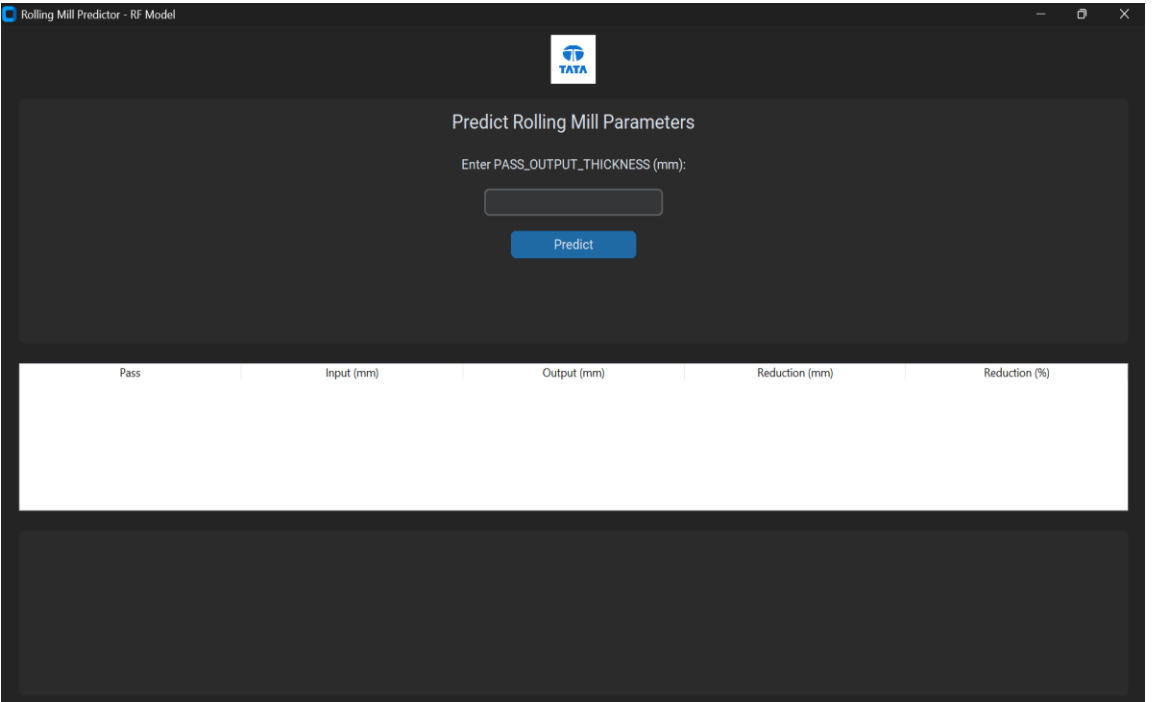 Rolling Mill Predictor - RF Model
TATA
Predict Rolling Mill Parameters
Enter PASS_OUTPUT_THICKNESS (mm):
Predict
Pass Input (mm) Output (mm) Reduction (mm) Reduction (%)